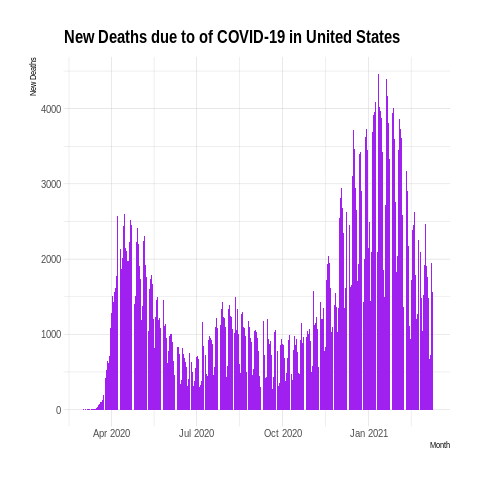 New Deaths due to of COVID-19 in United States
New Deaths
4000
3000
2000
1000
0
Apr 2020 Jul 2020 Oct 2020 Jan 2021
Month